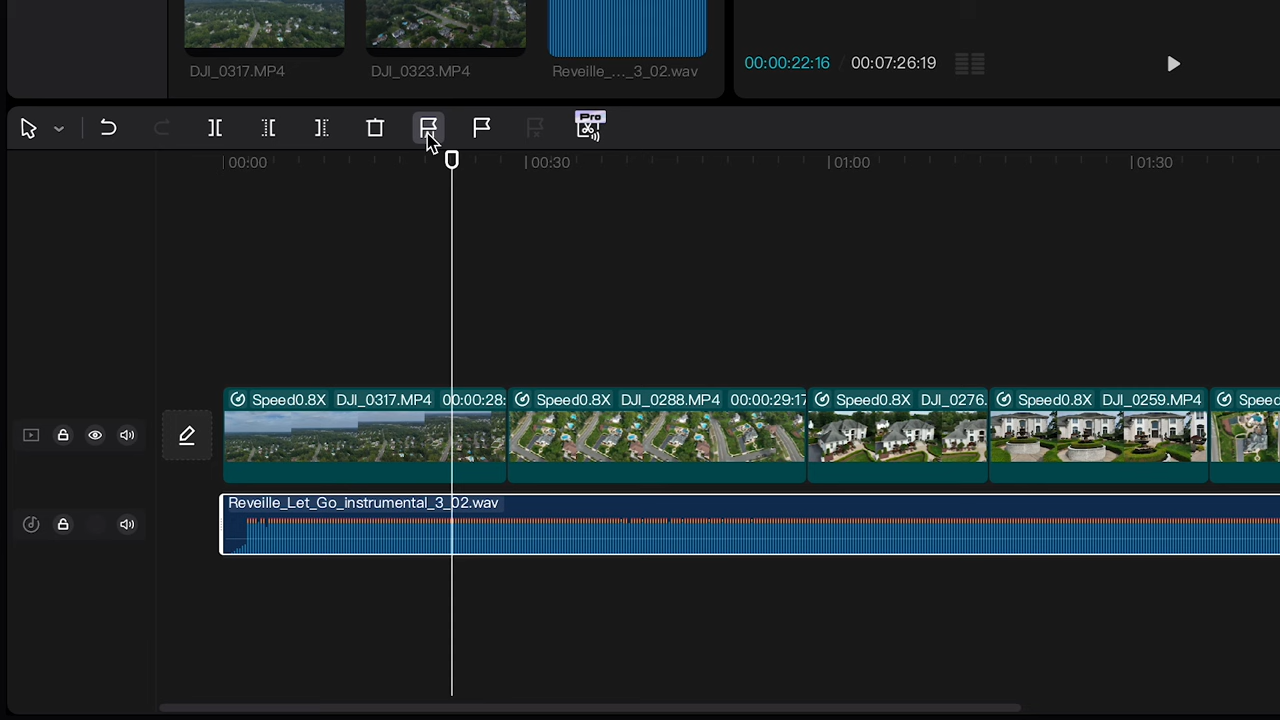 DJI_0317.MP4
DJI_0323.MP4
Reveille_..._3_02.wav
00:00:22:16 / 00:07:26:19
Pro
00:00
00:30
01:00
01:30
Speed0.8X DJI_0317.MP4 00:00:28:
Speed0.8X DJI_0288.MP4 00:00:29:17
Speed0.8X DJI_0276.
Speed0.8X DJI_0259.MP4
Speed
Reveille_Let_Go_instrumental_3_02.wav